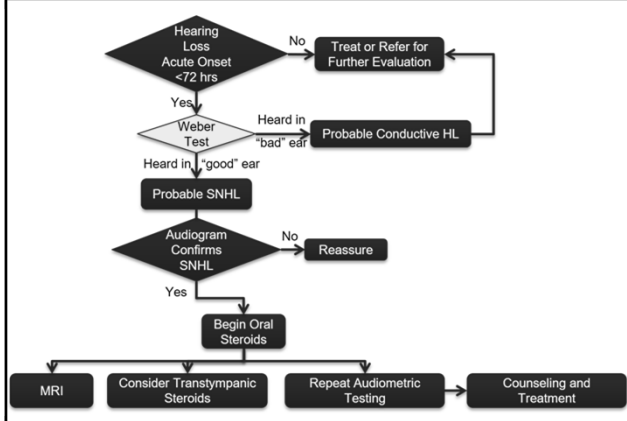 Hearing
Loss
Acute Onset
<72 hrs
No
Treat or Refer for
Further Evaluation
Yes
Weber
Test
Heard in
"bad" ear
Probable Conductive HL
Heard in "good" ear
Probable SNHL
Audiogram
Confirms
SNHL
No
Reassure
Yes
Begin Oral
Steroids
MRI
Consider Transtympanic
Steroids
Repeat Audiometric
Testing
Counseling and
Treatment